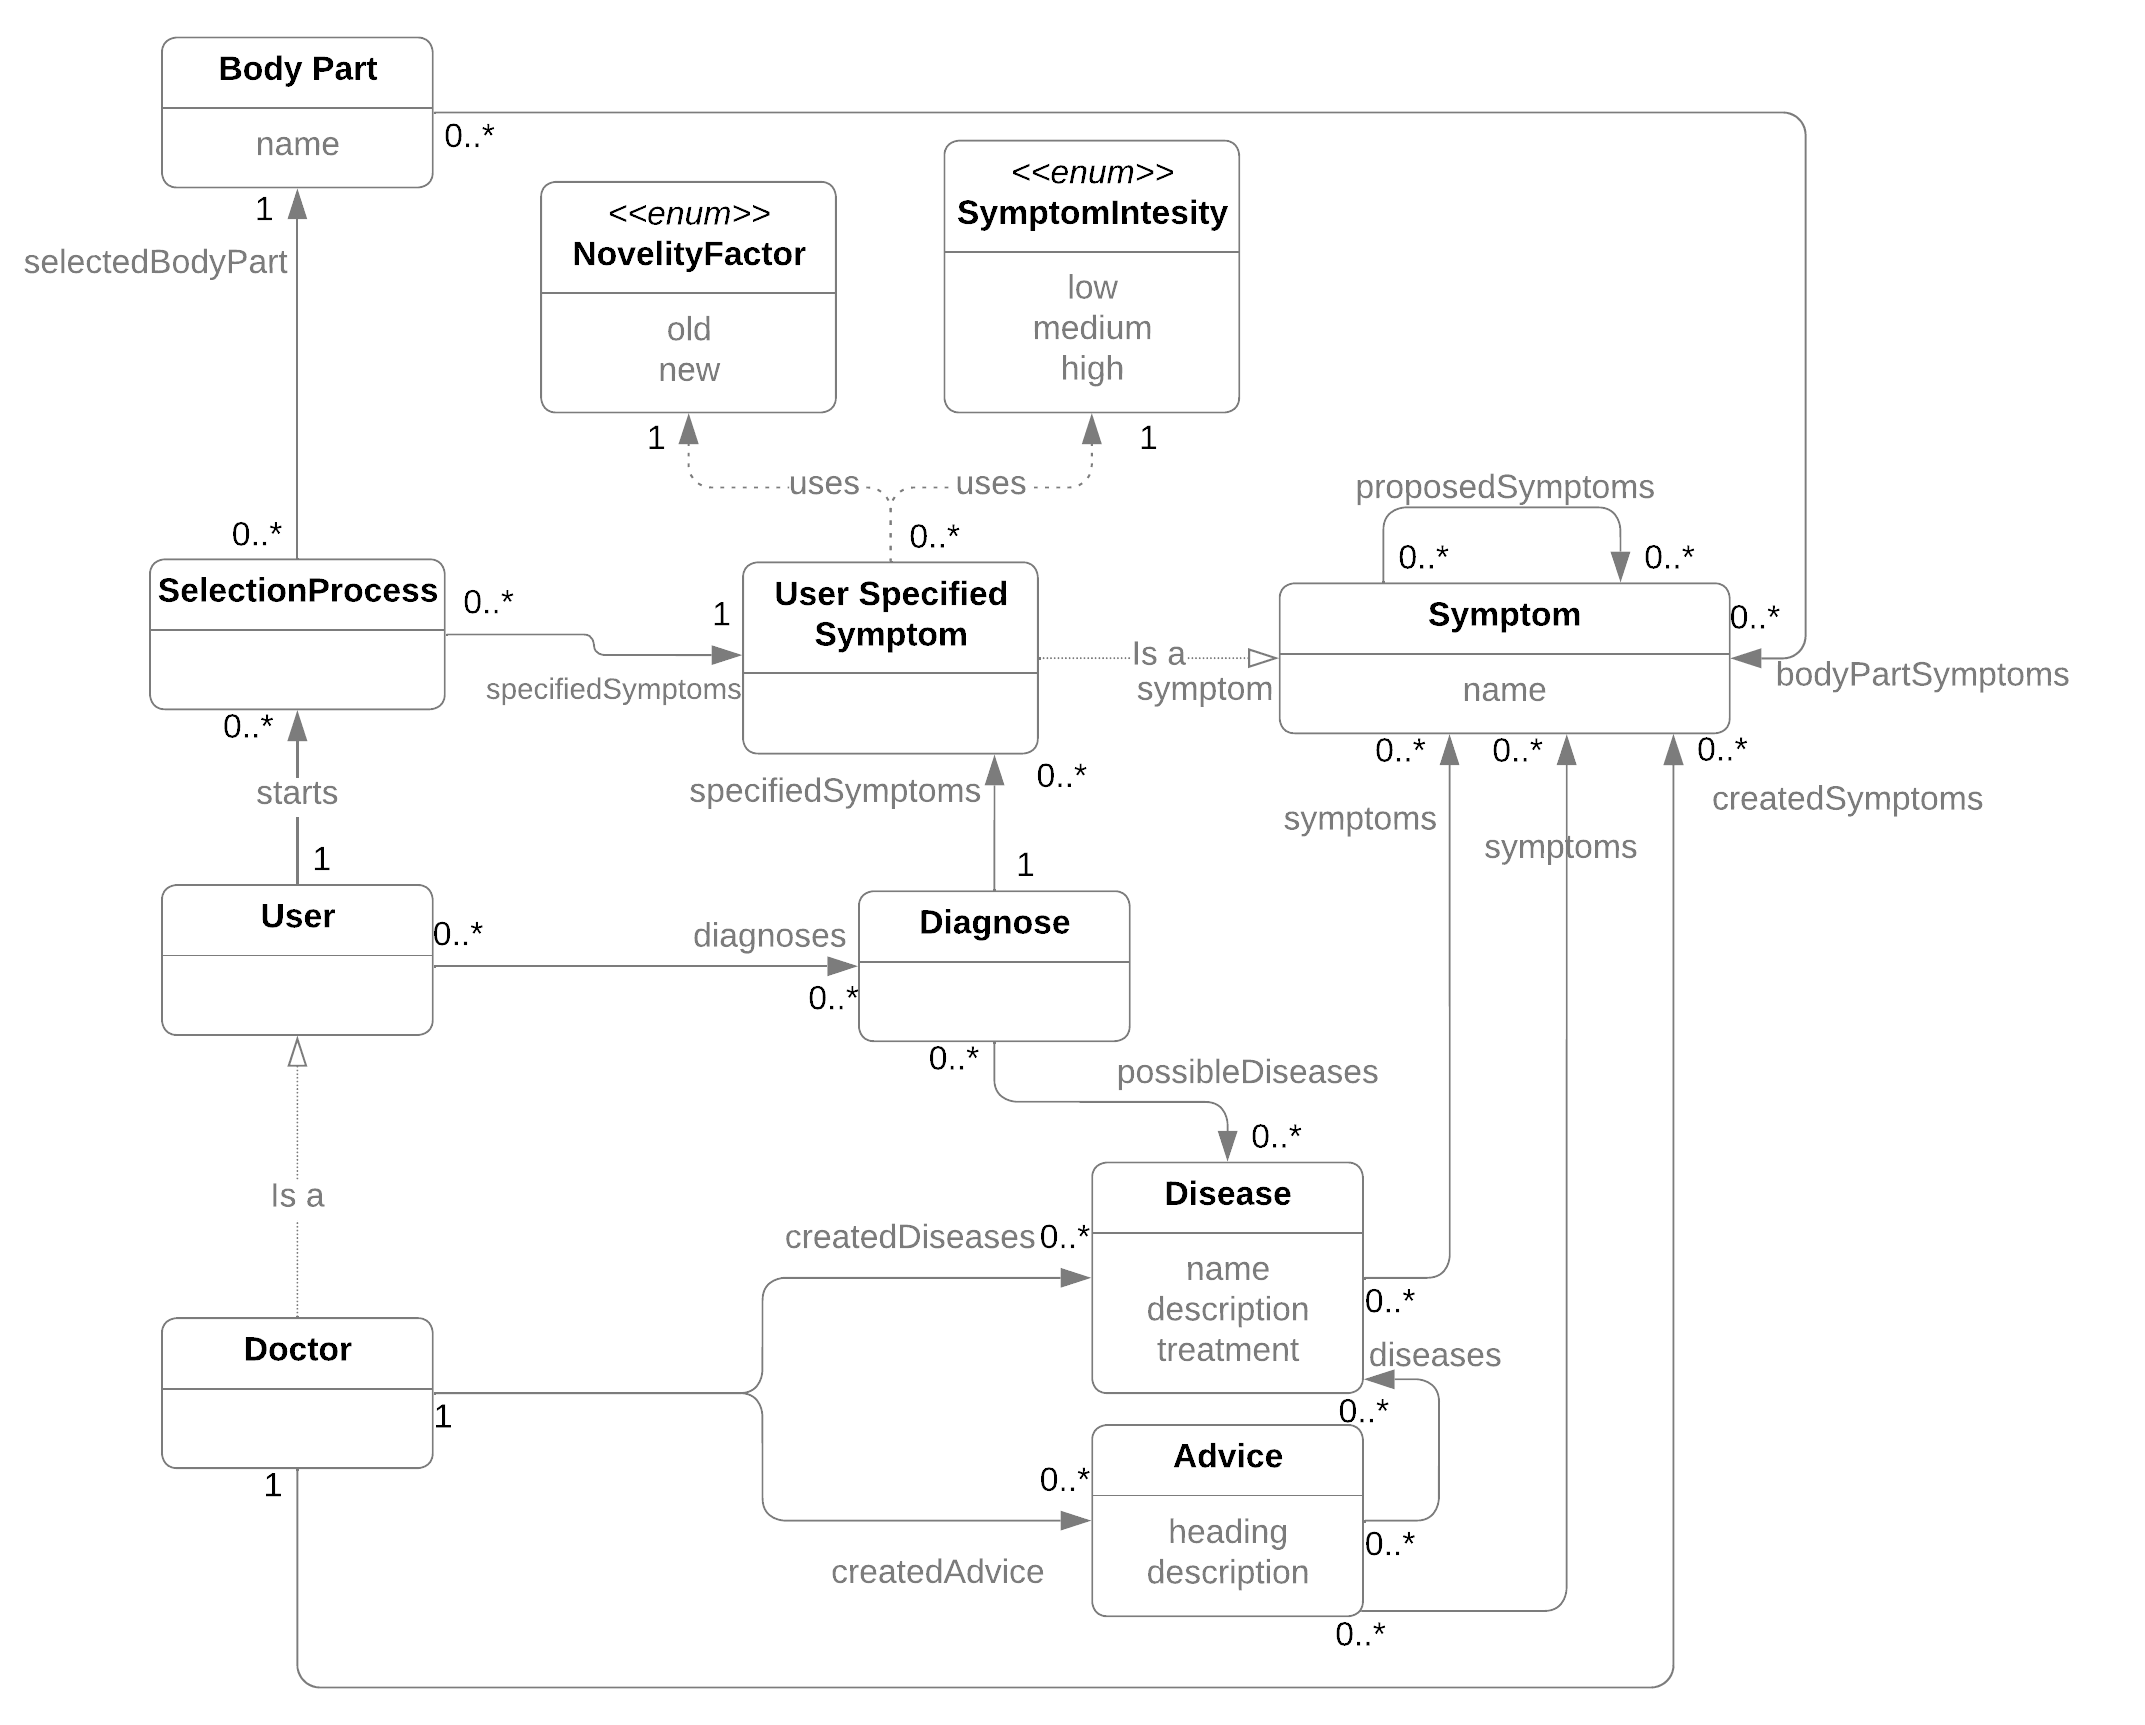 Body Part
name
0..*
<<enum>>
SymptomIntesity
low
medium
high
<<enum>>
NovelityFactor
old
new
1
selectedBodyPart
1
1
uses
uses
proposedSymptoms
0..*
0..*
0..*
0..*
SelectionProcess
0..*
1
User Specified
Symptom
specifiedSymptoms
Is a
symptom
Symptom
name
0..*
bodyPartSymptoms
0..*
starts
1
specifiedSymptoms
0..*
1
0..*
0..*
0..*
createdSymptoms
symptoms
symptoms
User
0..*
diagnoses
0..*
Diagnose
0..*
possibleDiseases
0..*
Is a
createdDiseases
0..*
Disease
name
description
treatment
0..*
diseases
0..*
Doctor
1
1
0..*
createdAdvice
Advice
heading
description
0..*
0..*